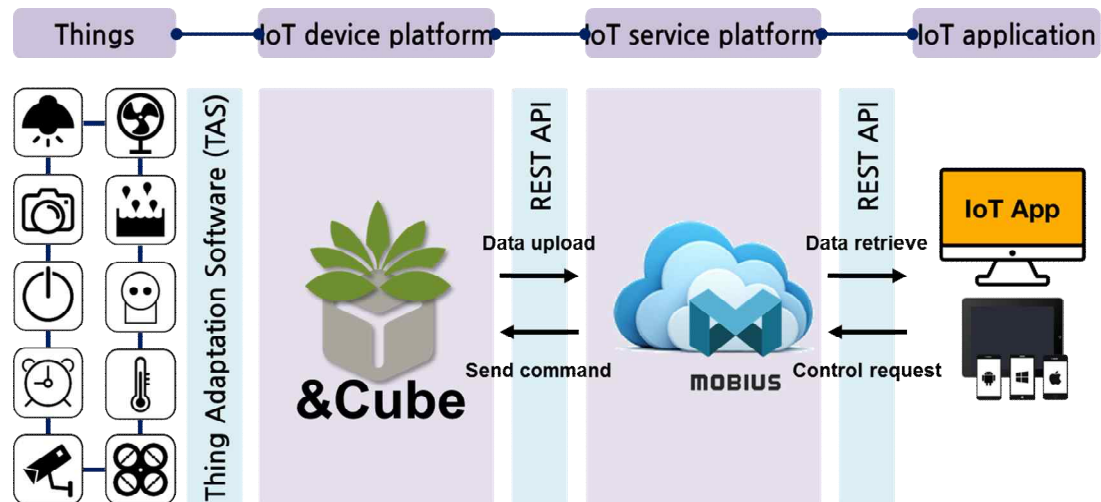 Things
IoT device platform
IoT service platform
IoT application
Thing Adaptation Software (TAS)
REST API
REST API
IoT App
Data upload
Data retrieve
Send command
MOBIUS
Control request
&Cube